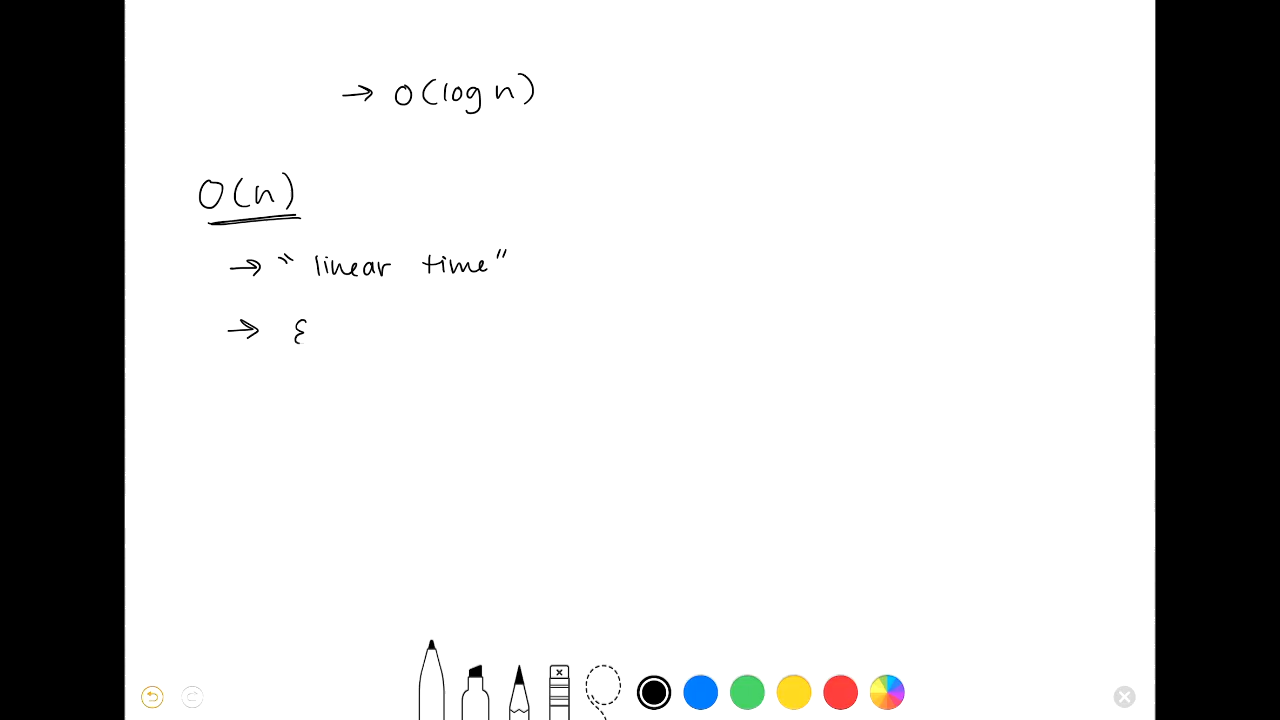 → O(log n)
O(n)
→ "linear time"
→ ε